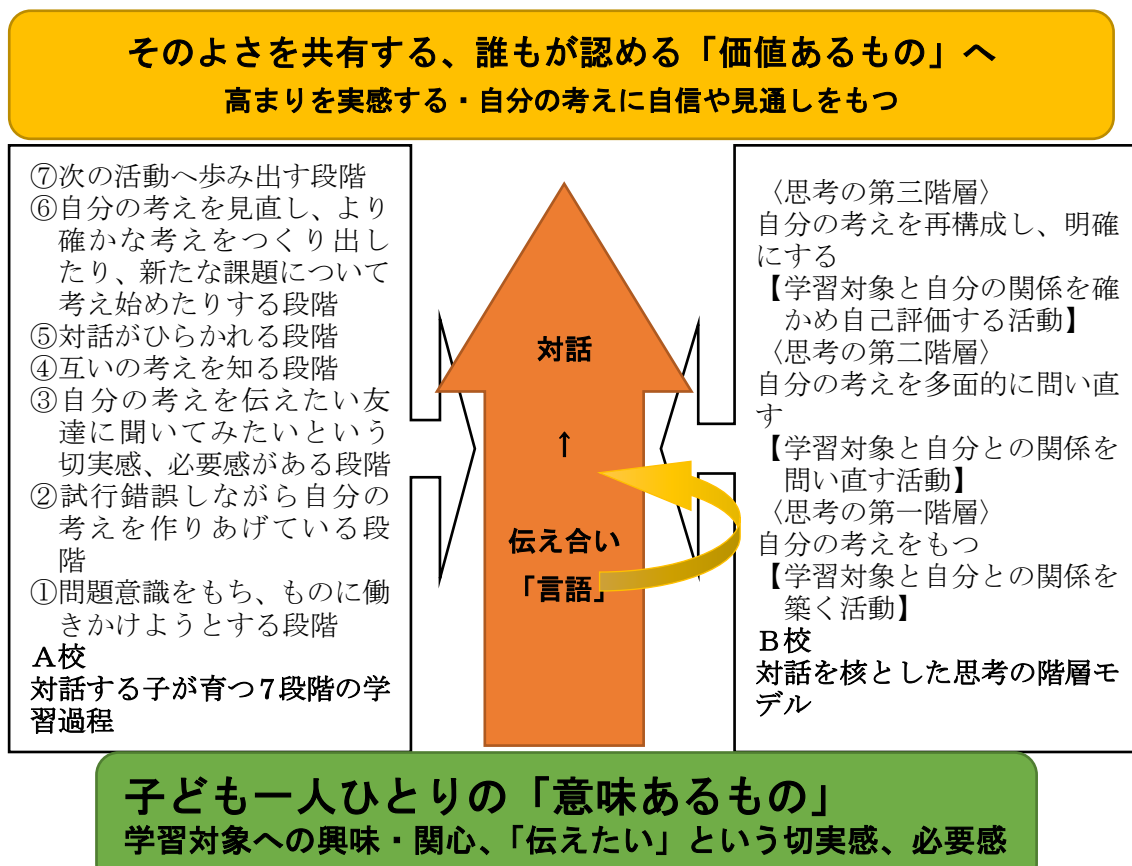 そのよさを共有する、誰もが認める「価値あるもの」へ
高まりを実感する・自分の考えに自信や見通しをもつ
⑦次の活動へ歩み出す段階
⑥自分の考えを見直し、より
確かな考えをつくり出し
たり、新たな課題について
考え始めたりする段階
⑤対話がひらかれる段階
④互いの考えを知る段階
③自分の考えを伝えたい友
達に聞いてみたいという
切実感、必要感がある段階
②試行錯誤しながら自分の
考えを作りあげている段
階
①問題意識をもち、ものに働
きかけようとする段階
A校
対話する子が育つ7段階の学
習過程
対話
↑
伝え合い
「言語」
〈思考の第三階層〉
自分の考えを再構成し、明確
にする
【学習対象と自分の関係を確
かめ自己評価する活動】
〈思考の第二階層〉
自分の考えを多面的に問い直
す
【学習対象と自分との関係を
問い直す活動】
〈思考の第一階層〉
自分の考えをもつ
【学習対象と自分との関係を
築く活動】
B校
対話を核とした思考の階層モ
デル
子ども一人ひとりの「意味あるもの」
学習対象への興味・関心、「伝えたい」という切実感、必要感